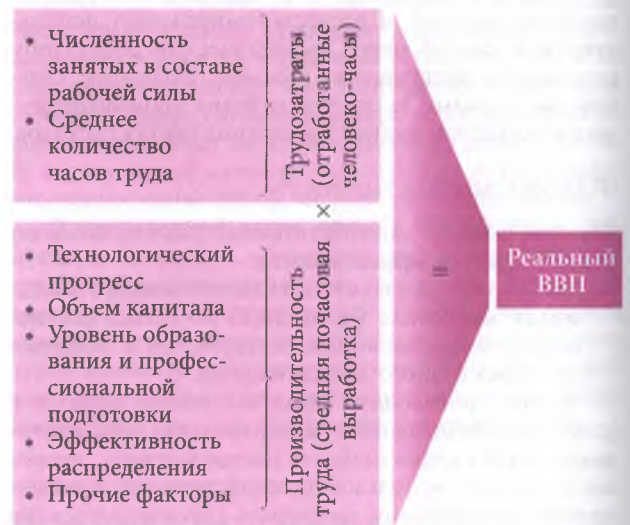 • Численность
занятых в составе
рабочей силы
• Среднее
количество
часов труда
Трудозатраты
(отработанные
человеко-часы)
×
• Технологический
прогресс
• Объем капитала
• Уровень образо-
вания и профес-
сиональной
подготовки
• Эффективность
распределения
• Прочие факторы
Производительность
труда (средняя почасовая
выработка)
=
Реальный
ВВП